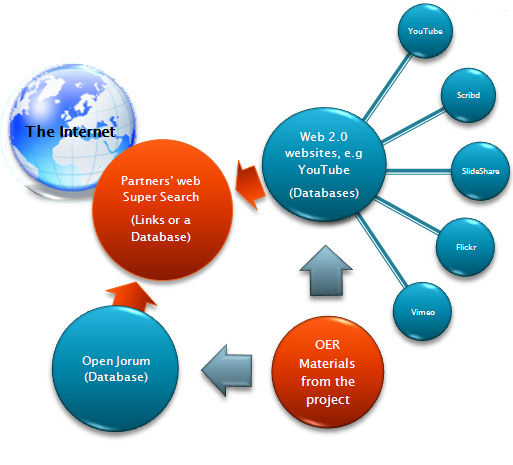 YouTube
Scribd
SlideShare
Flickr
Vimeo
The Internet
Web 2.0
websites, e.g
YouTube
(Databases)
Partners' web
Super Search
(Links or a
Database)
Open Jorum
(Database)
OER
Materials
from the
project